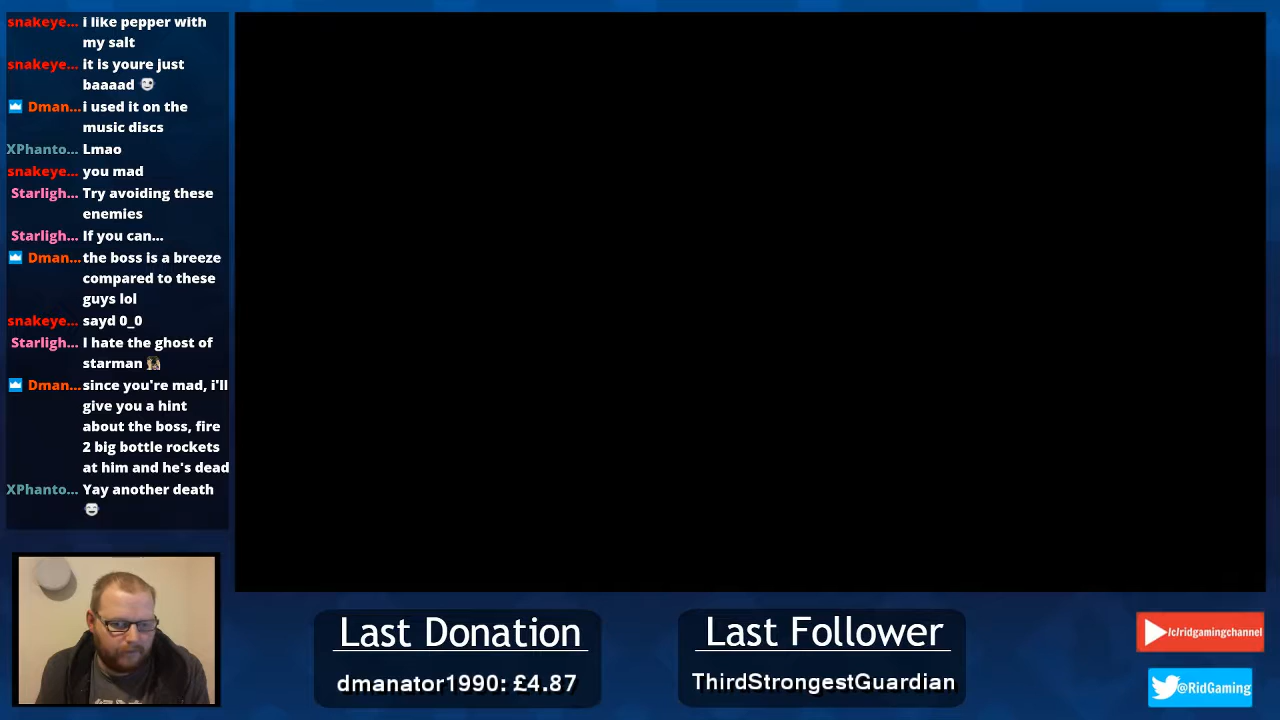 snakeye... i like pepper with
my salt
snakeye... it is youre just
baaaad
Dman... i used it on the
music discs
XPhanto... Lmao
snakeye... you mad
Starligh... Try avoiding these
enemies
Starligh... If you can...
Dman... the boss is a breeze
compared to these
guys lol
snakeye... sayd 0_0
Starligh... I hate the ghost of
starman
Dman... since you're mad, i'll
give you a hint
about the boss, fire
2 big bottle rockets
at him and he's dead
XPhanto... Yay another death
Last Donation
dmanator1990: £4.87
Last Follower
ThirdStrongestGuardian
/c/ridgamingchannel
@RidGaming